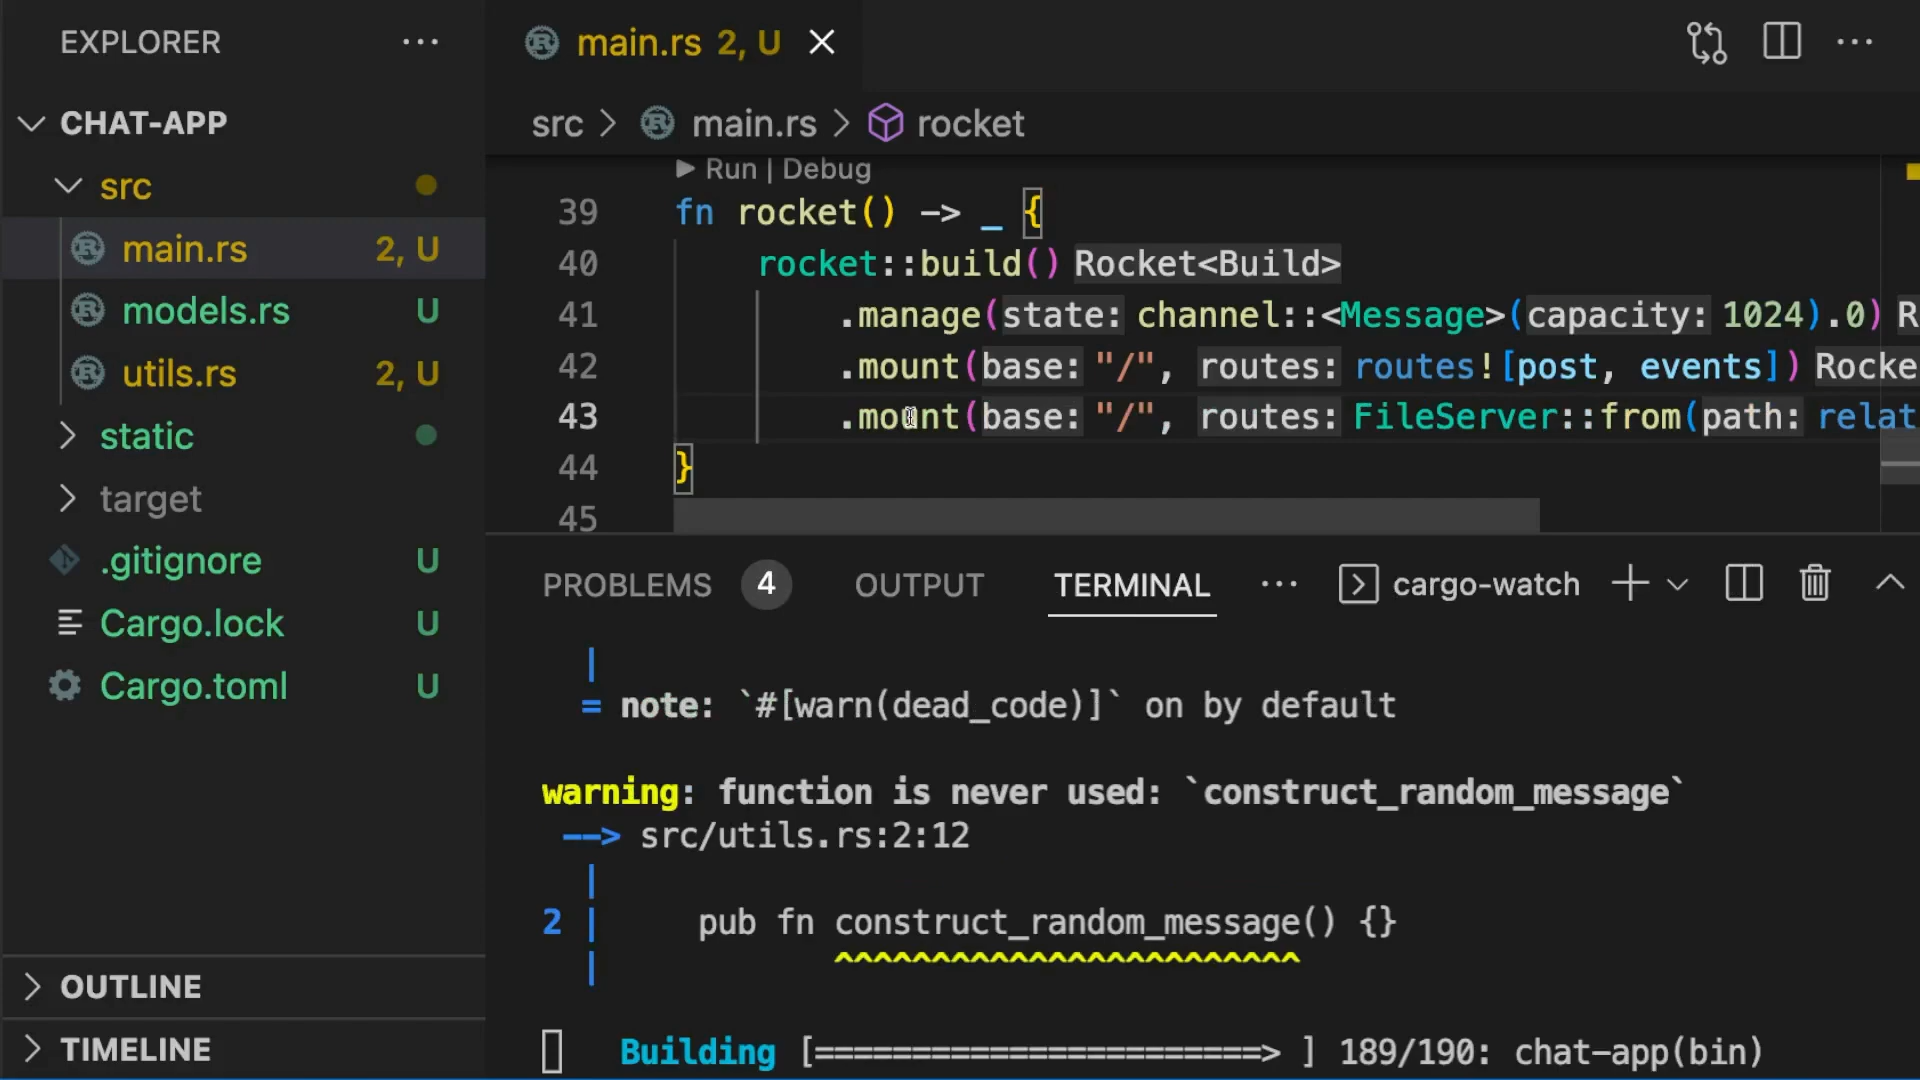 EXPLORER
CHAT-APP
src
main.rs 2, U
models.rs U
utils.rs 2, U
static
target
.gitignore U
Cargo.lock U
Cargo.toml U
OUTLINE
TIMELINE
main.rs 2, U
src > main.rs > rocket
Run | Debug
39 fn rocket() -> _ {
40 rocket::build() Rocket<Build>
41 .manage(state: channel::<Message>(capacity: 1024).0) R
42 .mount(base: "/", routes: routes![post, events]) Rocke
43 .mount(base: "/", routes: FileServer::from(path: relat
44 }
45
PROBLEMS 4 OUTPUT TERMINAL ... cargo-watch
|
= note: `#[warn(dead_code)]` on by default
warning: function is never used: `construct_random_message`
--> src/utils.rs:2:12
|
2 | pub fn construct_random_message() {}
| ^^^^^^^^^^^^^^^^^^^^^^^^
Building [=======================> ] 189/190: chat-app(bin)